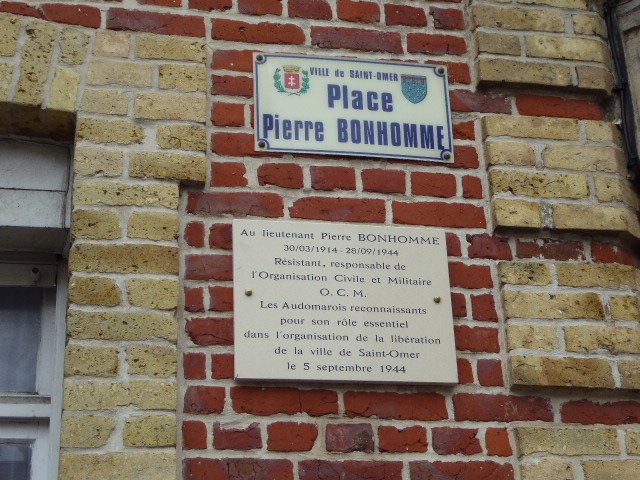 VILLE de SAINT-OMER
Place
Pierre BONHOMME
Au lieutenant Pierre BONHOMME
30/03/1914 - 28/09/1944
Résistant, responsable de
l'Organisation Civile et Militaire
O. C. M.
Les Audomarois reconnaissants
pour son rôle essentiel
dans l'organisation de la libération
de la ville de Saint-Omer
le 5 septembre 1944